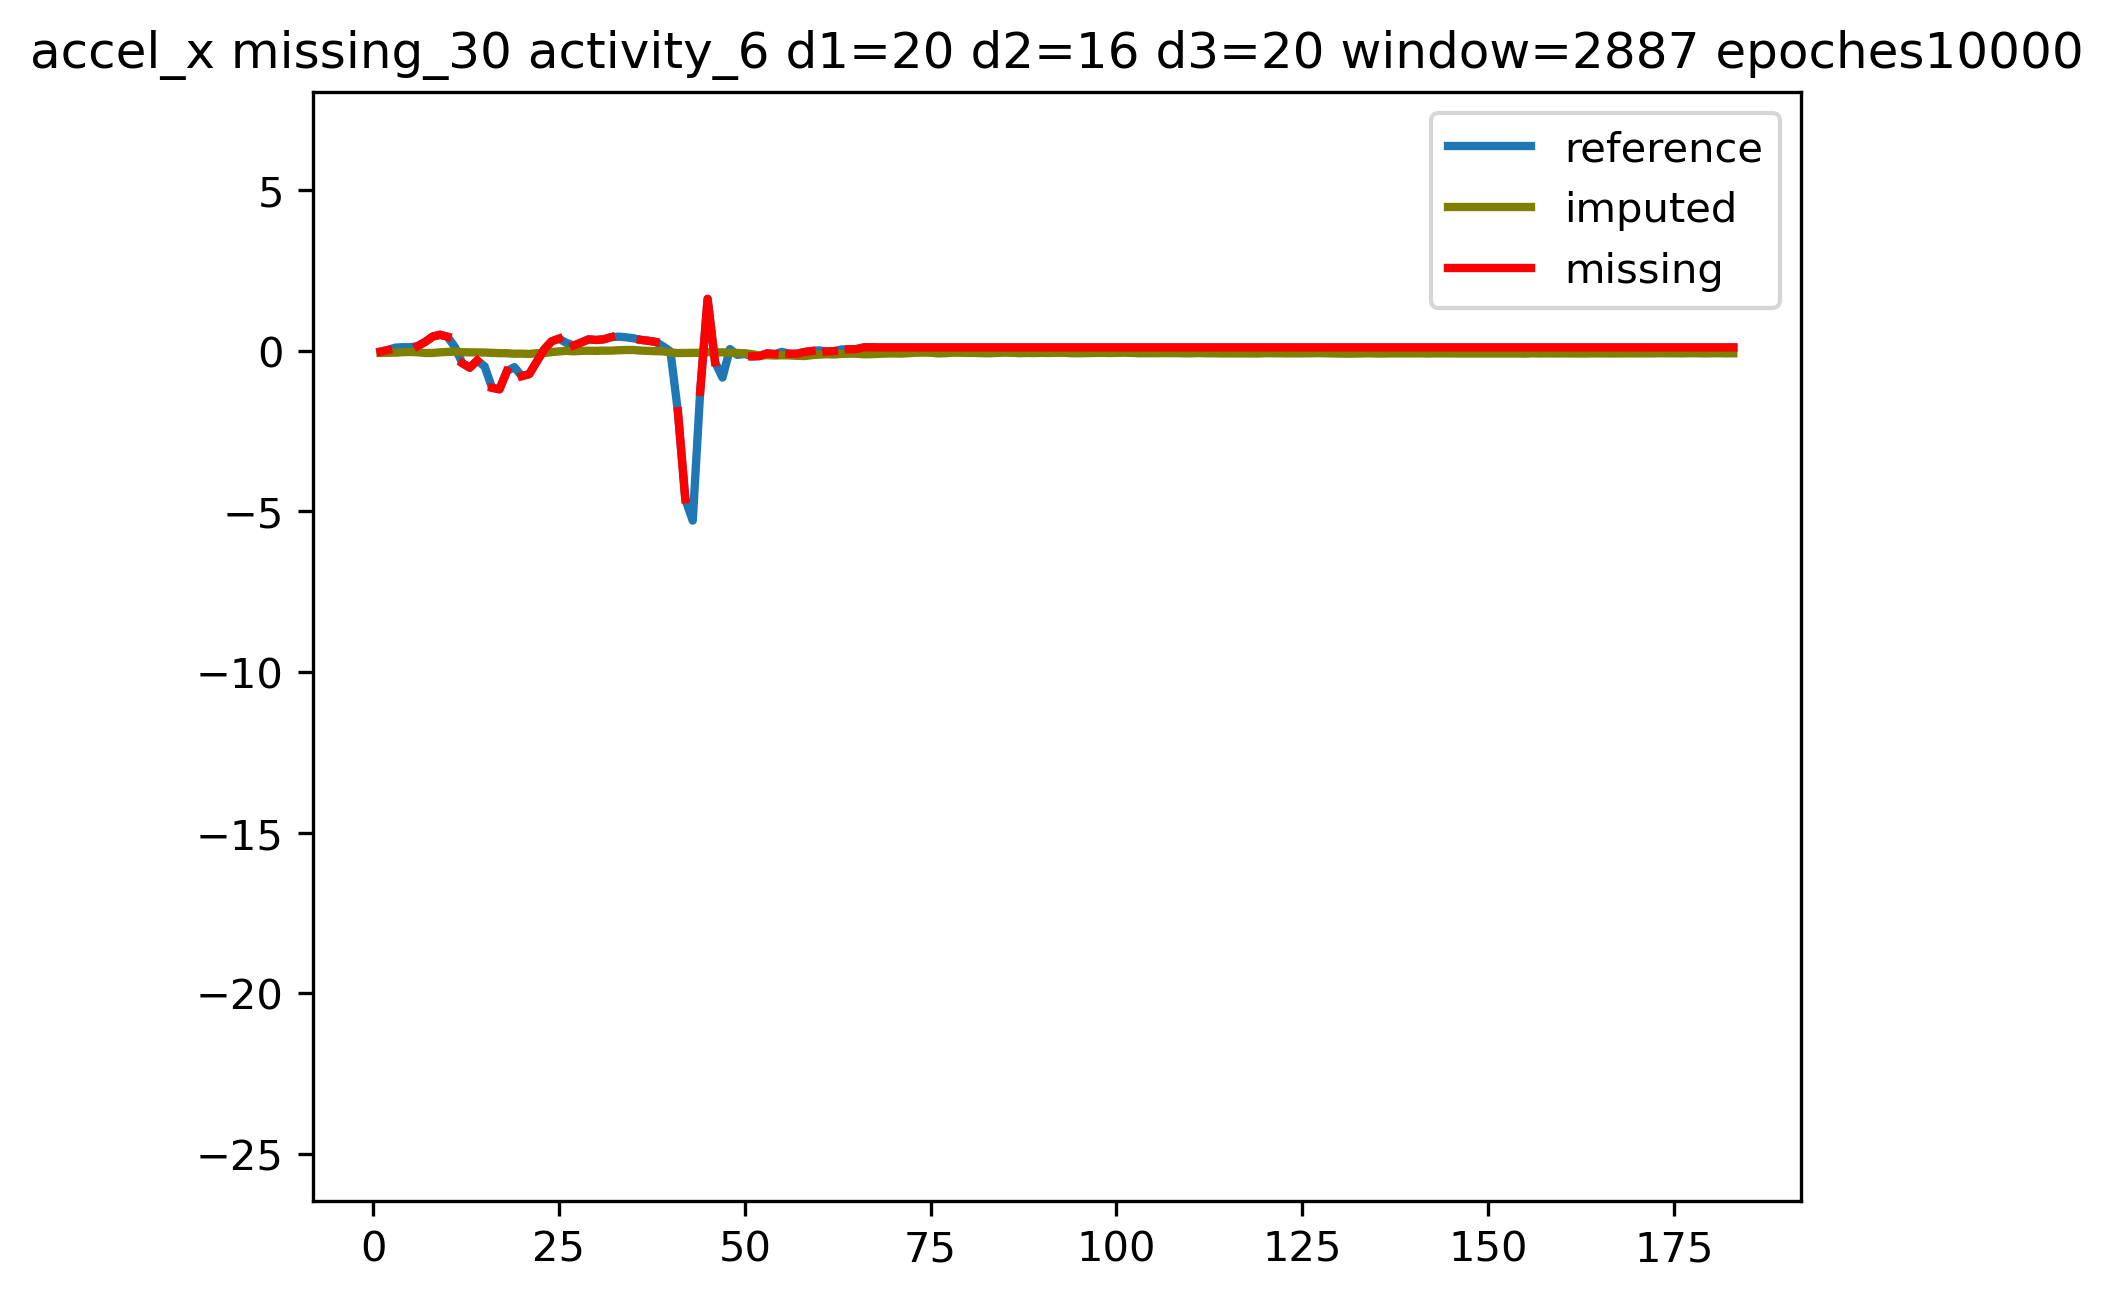 accel_x missing_30 activity_6 d1=20 d2=16 d3=20 window=2887 epoches10000
reference
imputed
missing
5
0
−5
−10
−15
−20
−25
0 25 50 75 100 125 150 175